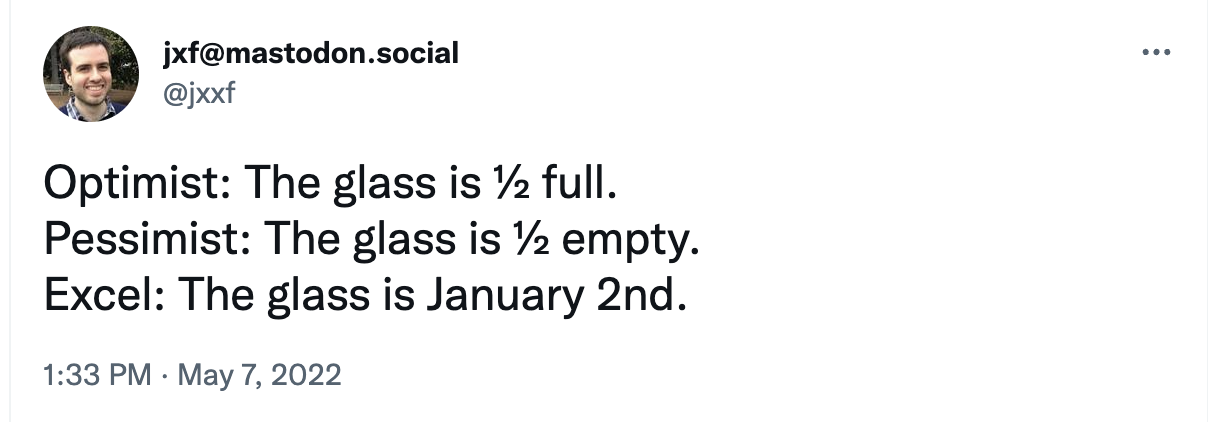 jxf@mastodon.social
@jxxf
Optimist: The glass is ½ full.
Pessimist: The glass is ½ empty.
Excel: The glass is January 2nd.
1:33 PM · May 7, 2022